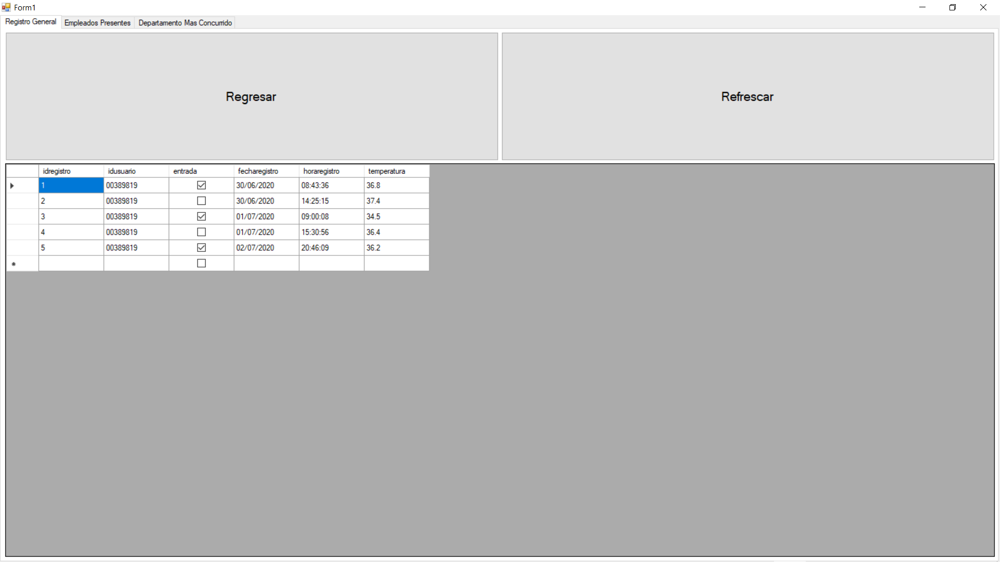 Form1
Registro General Empleados Presentes Departamento Mas Concurrido
Regresar Refrescar
idregistro idusuario entrada fecharegistro horaregistro temperatura
1 00389819 30/06/2020 08:43:36 36.8
2 00389819 30/06/2020 14:25:15 37.4
3 00389819 01/07/2020 09:00:08 34.5
4 00389819 01/07/2020 15:30:56 36.4
5 00389819 02/07/2020 20:46:09 36.2